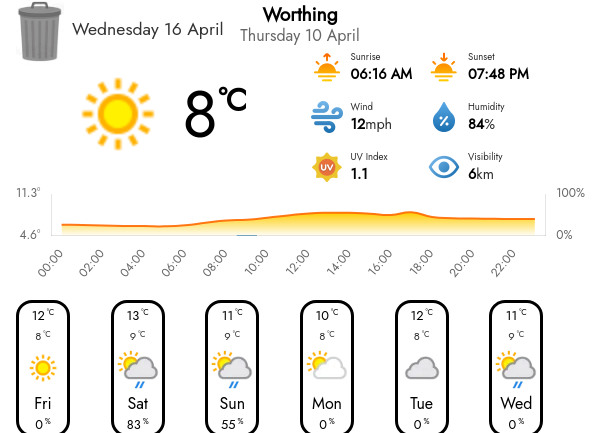 Worthing
Wednesday 16 April
Thursday 10 April
8°C
Sunrise
06:16 AM
Sunset
07:48 PM
Wind
12mph
Humidity
84%
UV
UV Index
1.1
Visibility
6km
11.3° 100%
4.6° 0%
00:00 02:00 04:00 06:00 08:00 10:00 12:00 14:00 16:00 18:00 20:00 22:00
12°C 13°C 11°C 10°C 12°C 11°C
8°C 9°C 9°C 8°C 8°C 9°C
Fri Sat Sun Mon Tue Wed
0% 83% 55% 0% 0% 0%